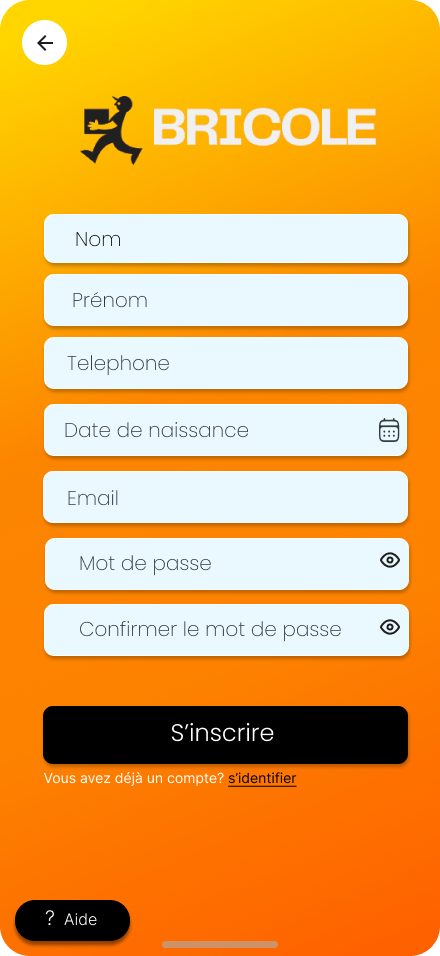 BRICOLE
Nom
Prénom
Telephone
Date de naissance
Email
Mot de passe
Confirmer le mot de passe
S'inscrire
Vous avez déjà un compte? s'identifier
? Aide